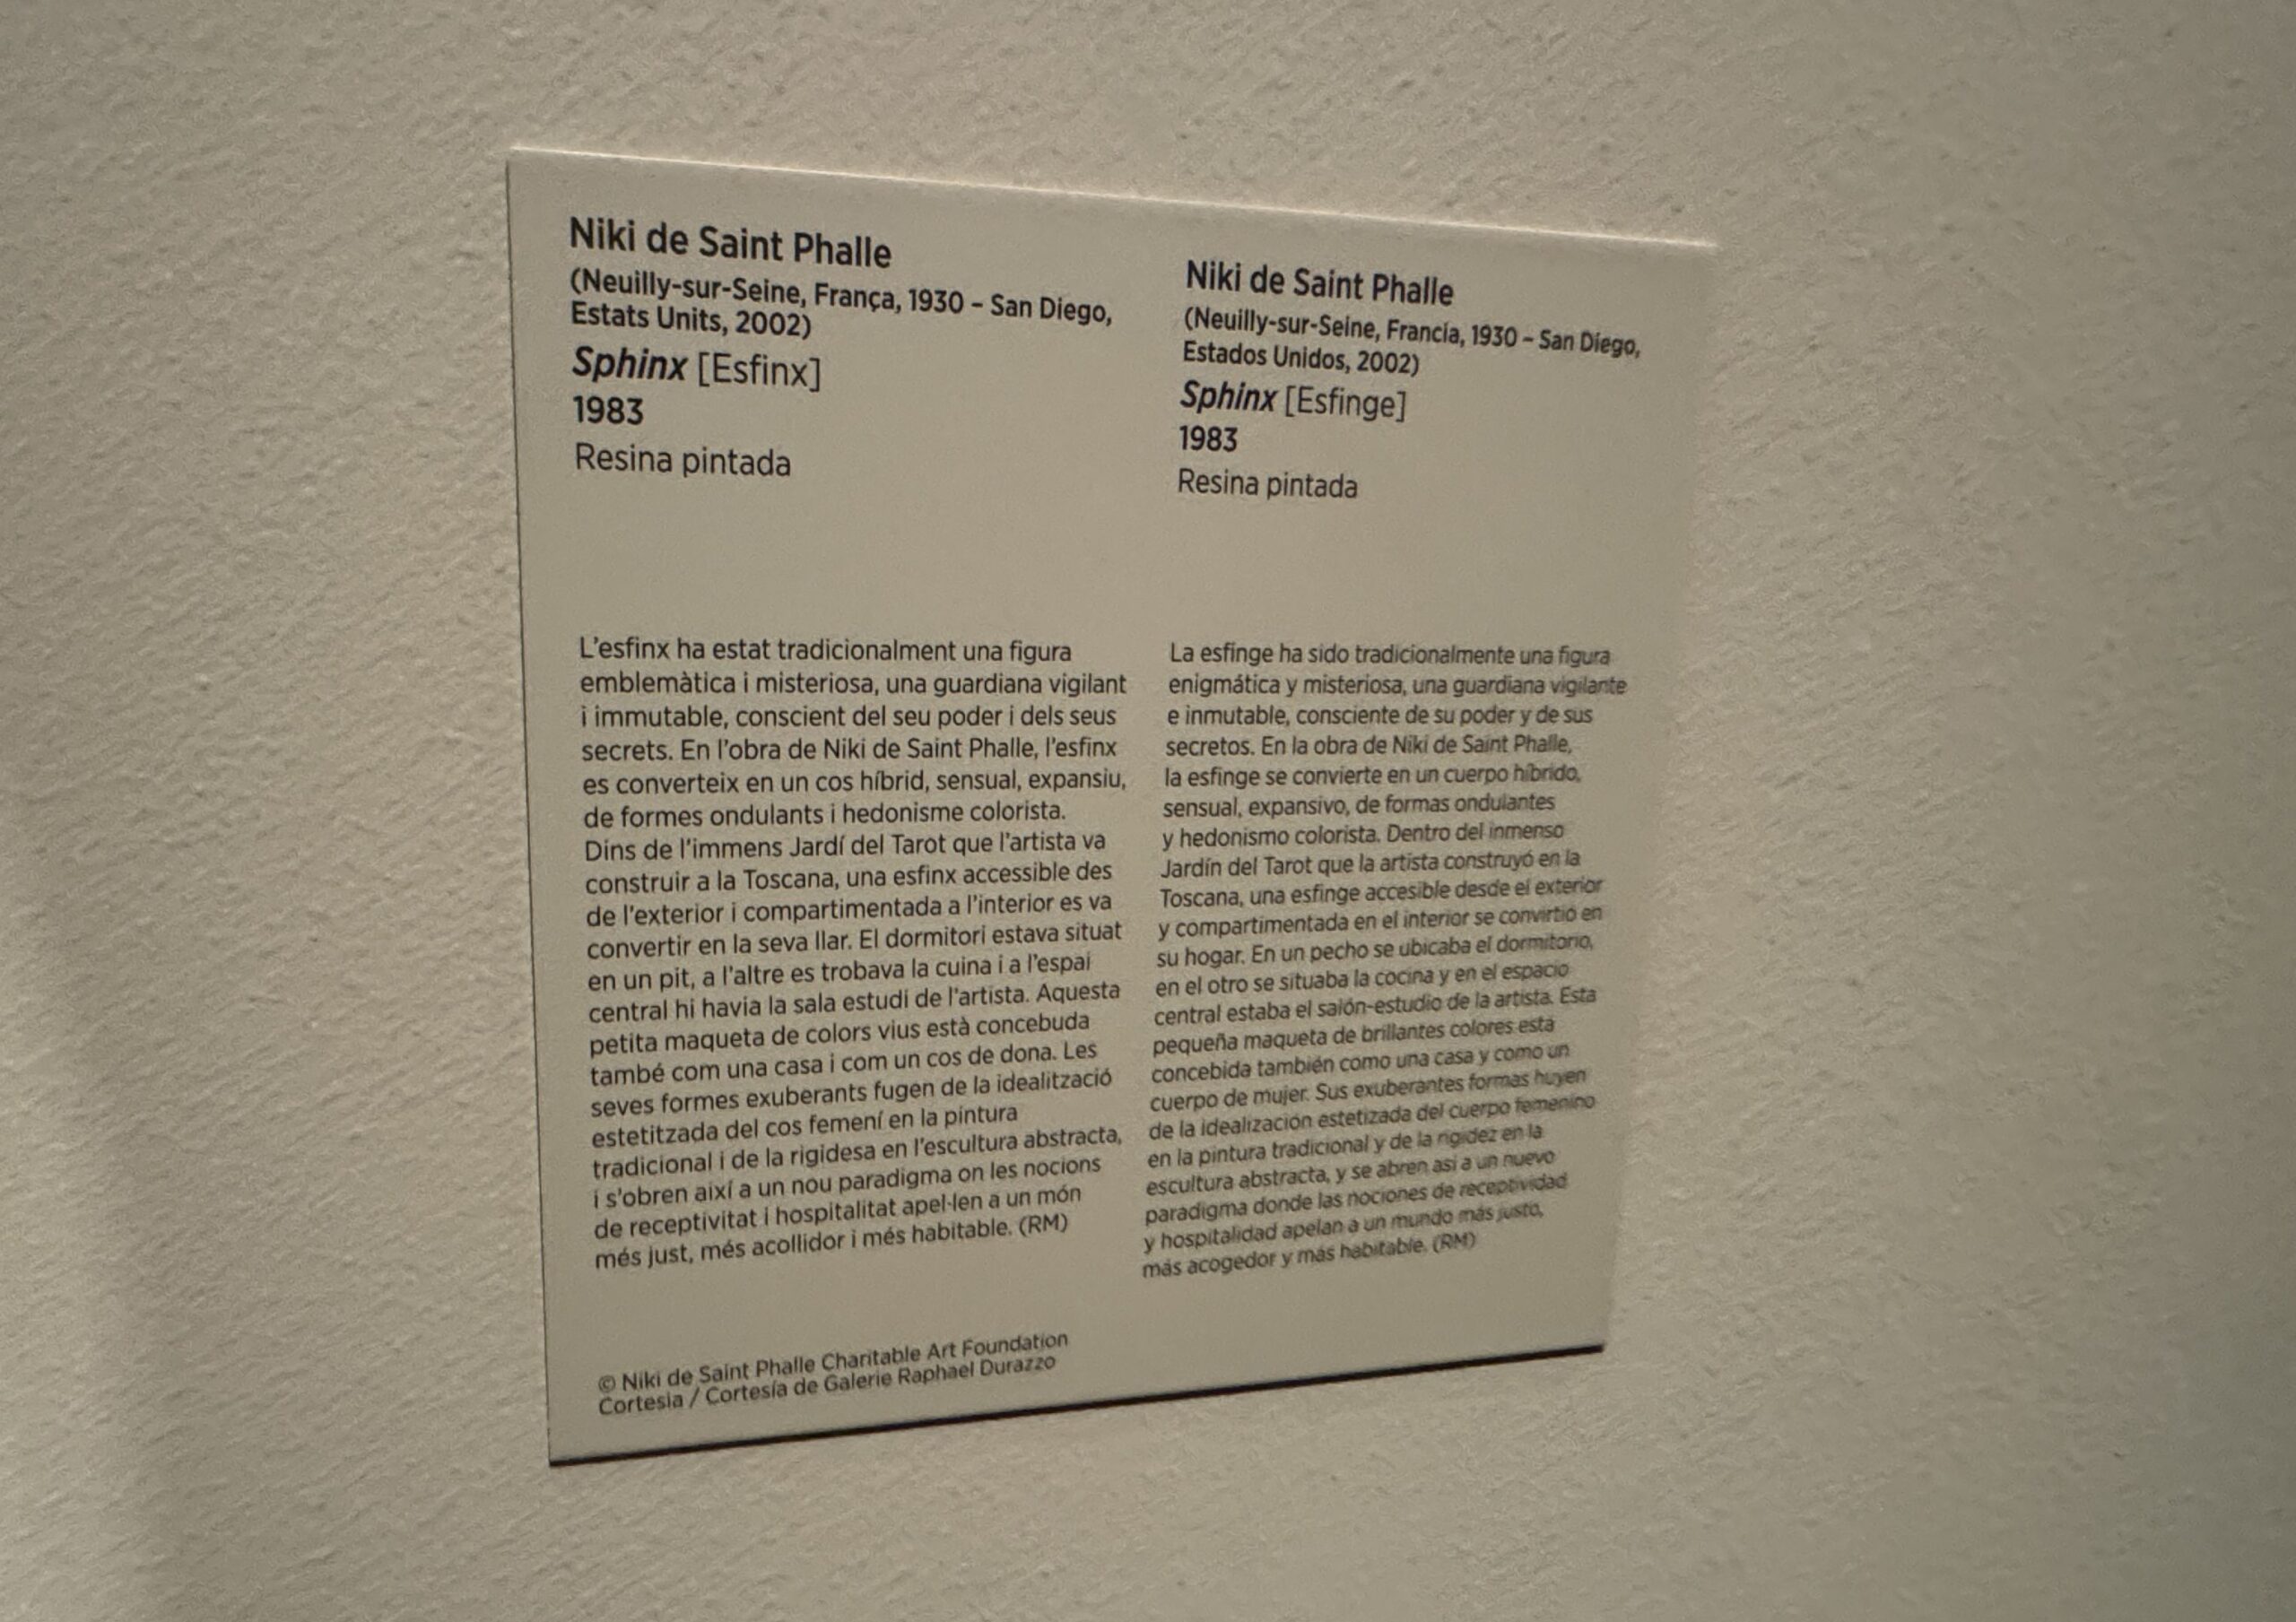 Niki de Saint Phalle
(Neuilly-sur-Seine, França, 1930 – San Diego,
Estats Units, 2002)
Sphinx [Esfinx]
1983
Resina pintada
L'esfinx ha estat tradicionalment una figura
emblemàtica i misteriosa, una guardiana vigilant
i immutable, conscient del seu poder i dels seus
secrets. En l'obra de Niki de Saint Phalle, l'esfinx
es converteix en un cos híbrid, sensual, expansiu,
de formes ondulants i hedonisme colorista.
Dins de l'immens Jardí del Tarot que l'artista va
construir a la Toscana, una esfinx accessible des
de l'exterior i compartimentada a l'interior es va
convertir en la seva llar. El dormitori estava situat
en un pit, a l'altre es trobava la cuina i a l'espai
central hi havia la sala estudi de l'artista. Aquesta
petita maqueta de colors vius està concebuda
també com una casa i com un cos de dona. Les
seves formes exuberants fugen de la idealització
estetitzada del cos femení en la pintura
tradicional i de la rigidesa en l'escultura abstracta,
i s'obren així a un nou paradigma on les nocions
de receptivitat i hospitalitat apel·len a un món
més just, més acollidor i més habitable. (RM)
© Niki de Saint Phalle Charitable Art Foundation
Cortesia / Cortesía de Galerie Raphael Durazzo
Niki de Saint Phalle
(Neuilly-sur-Seine, Francia, 1930 – San Diego,
Estados Unidos, 2002)
Sphinx [Esfinge]
1983
Resina pintada
La esfinge ha sido tradicionalmente una figura
enigmática y misteriosa, una guardiana vigilante
e inmutable, consciente de su poder y de sus
secretos. En la obra de Niki de Saint Phalle,
la esfinge se convierte en un cuerpo híbrido,
sensual, expansivo, de formas ondulantes
y hedonismo colorista. Dentro del inmenso
Jardín del Tarot que la artista construyó en la
Toscana, una esfinge accesible desde el exterior
y compartimentada en el interior se convirtió en
su hogar. En un pecho se ubicaba el dormitorio,
en el otro se situaba la cocina y en el espacio
central estaba el salón-estudio de la artista. Esta
pequeña maqueta de brillantes colores está
concebida también como una casa y como un
cuerpo de mujer. Sus exuberantes formas huyen
de la idealización estetizada del cuerpo femenino
en la pintura tradicional y de la rigidez en la
escultura abstracta, y se abren así a un nuevo
paradigma donde las nociones de receptividad
y hospitalidad apelan a un mundo más justo,
más acogedor y más habitable. (RM)